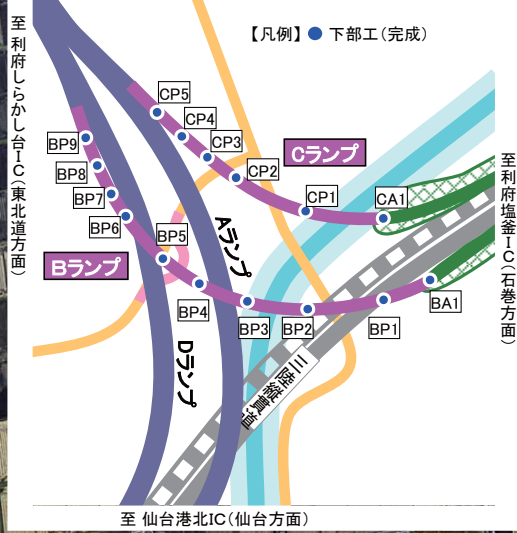 【凡例】● 下部工(完成)
至 利府しらかし台IC(東北道方面)
至利府塩釜IC(石巻方面)
CP5
CP4
CP3
CP2
Cランプ
CP1
CA1
BP9
BP8
BP7
BP6
BP5
Bランプ
Aランプ
BP4
BP3
BP2
BP1
BA1
Dランプ
三陸縦貫道
至 仙台港北IC(仙台方面)